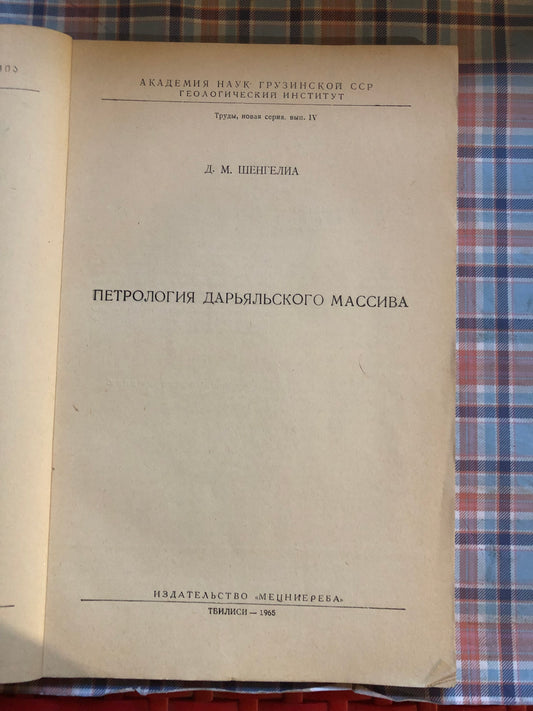 АКАДЕМИЯ НАУК ГРУЗИНСКОЙ ССР
ГЕОЛОГИЧЕСКИЙ ИНСТИТУТ
Труды, новая серия. вып. IV
Д. М. ШЕНГЕЛИА
ПЕТРОЛОГИЯ ДАРЬЯЛЬСКОГО МАССИВА
ИЗДАТЕЛЬСТВО «МЕЦНИЕРЕБА»
ТБИЛИСИ — 1965